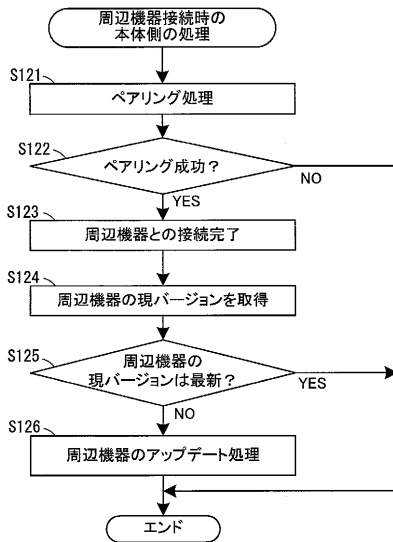 周辺機器接続時の
本体側の処理
S121
ペアリング処理
S122
ペアリング成功?
NO
YES
S123
周辺機器との接続完了
S124
周辺機器の現バージョンを取得
S125
周辺機器の
現バージョンは最新?
YES
NO
S126
周辺機器のアップデート処理
エンド